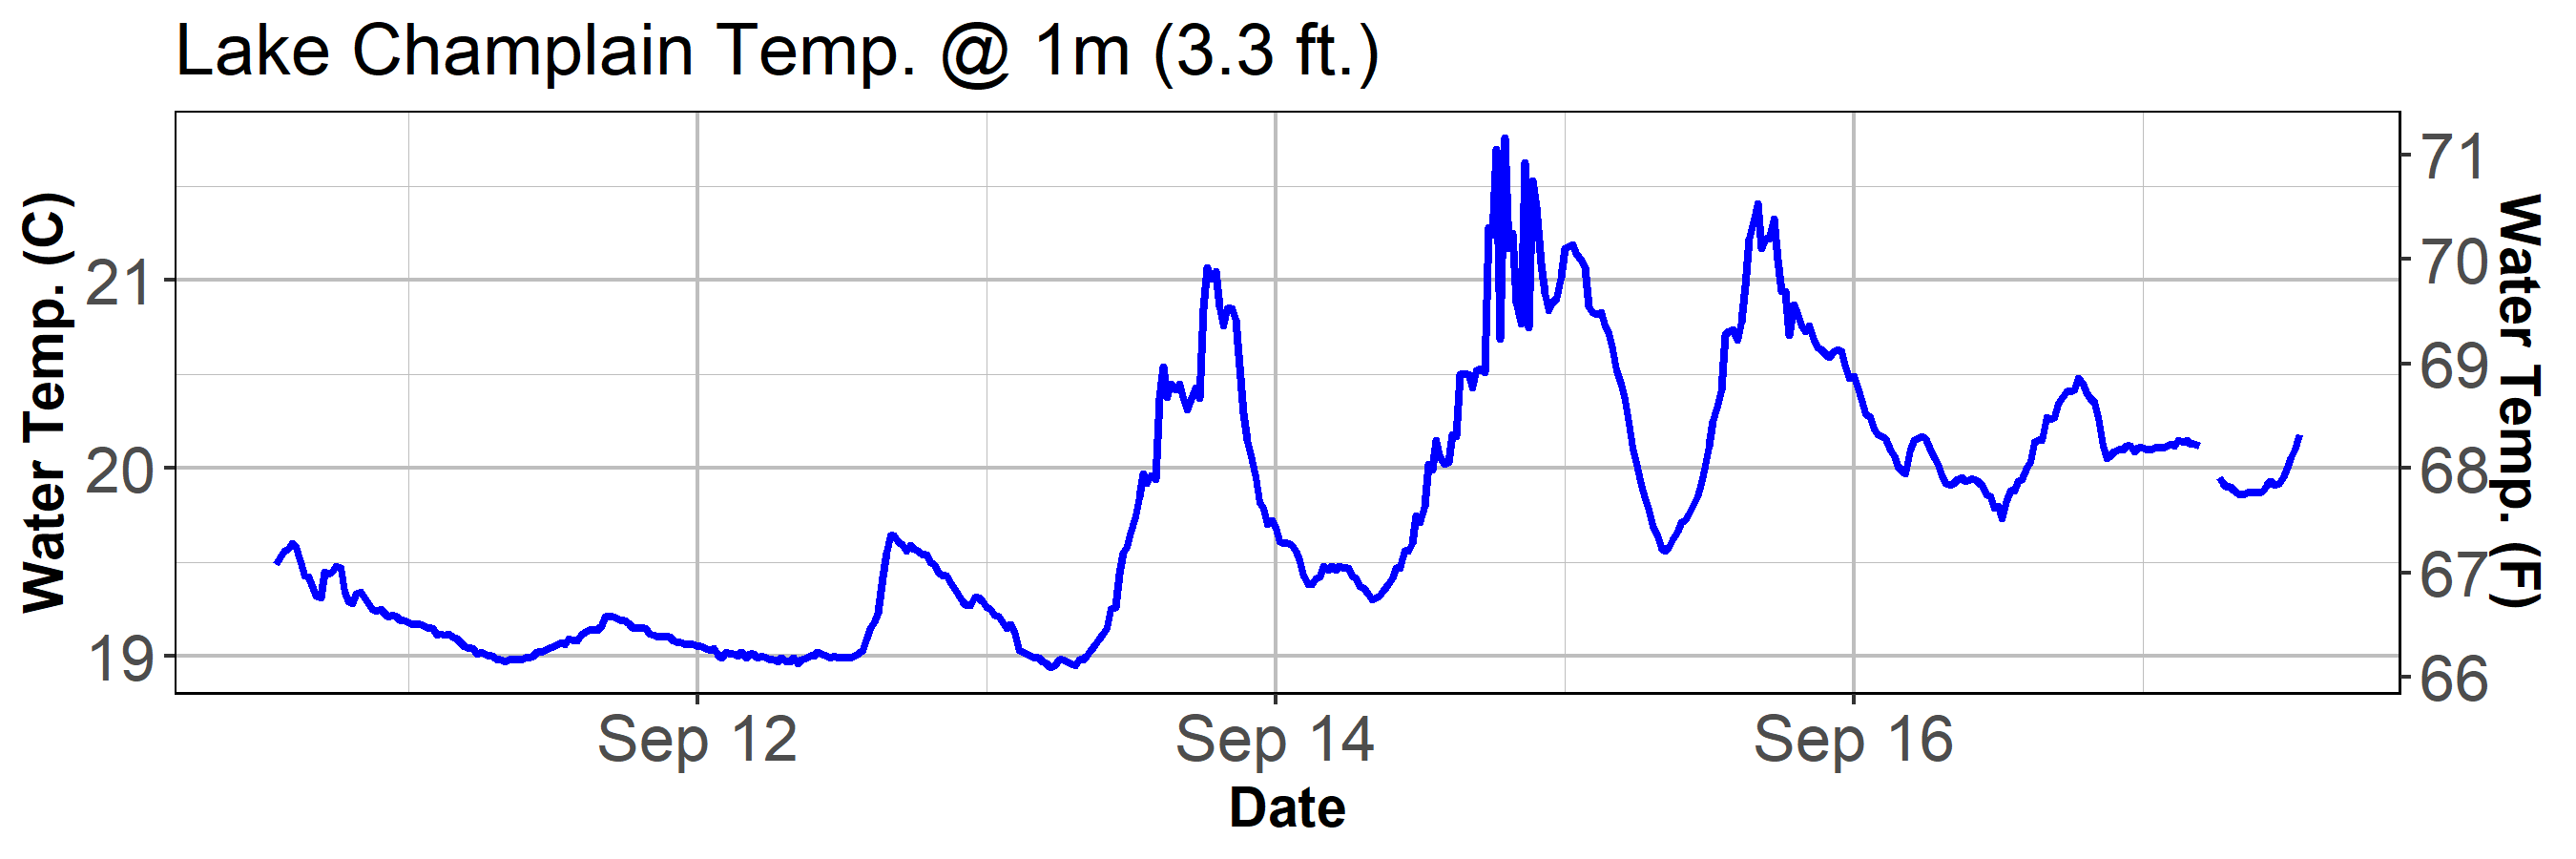 Lake Champlain Temp. @ 1m (3.3 ft.)
Water Temp. (C)
21
20
19
71
70
69
68
67
66
Water Temp. (F)
Sep 12
Sep 14
Sep 16
Date